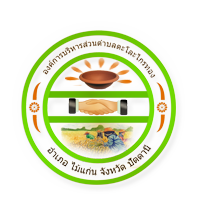 องค์การบริหารส่วนตำบลตะโละไกรทอง
อำเภอ ไม้แก่น จังหวัด ปัตตานี